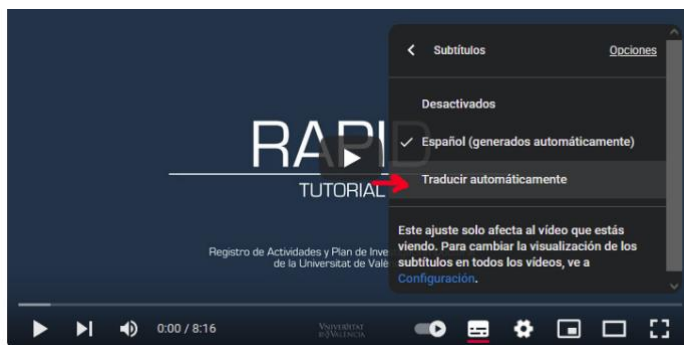 Subtítulos
Opciones
Desactivados
Español (generados automáticamente)
Traducir automáticamente
RAPID
TUTORIAL
Este ajuste solo afecta al vídeo que estás
viendo. Para cambiar la visualización de los
subtítulos en todos los vídeos, ve a
Configuración.
Registro de Actividades y Plan de
de la Universitat de
0:00 / 8:16
VNIVERSITAT
D VALÈNCIA